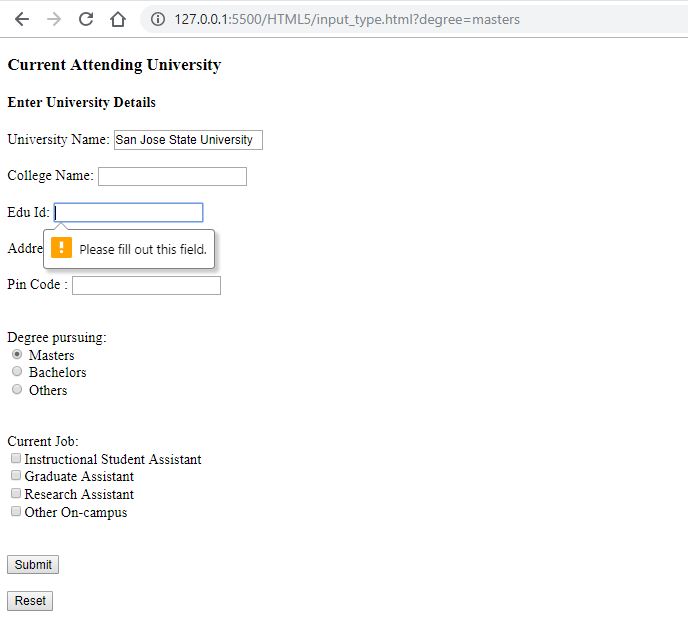 127.0.0.1:5500/HTML5/input_type.html?degree=masters
Current Attending University
Enter University Details
University Name: San Jose State University
College Name:
Edu Id:
Addre
Please fill out this field.
Pin Code :
Degree pursuing:
Masters
Bachelors
Others
Current Job:
Instructional Student Assistant
Graduate Assistant
Research Assistant
Other On-campus
Submit
Reset